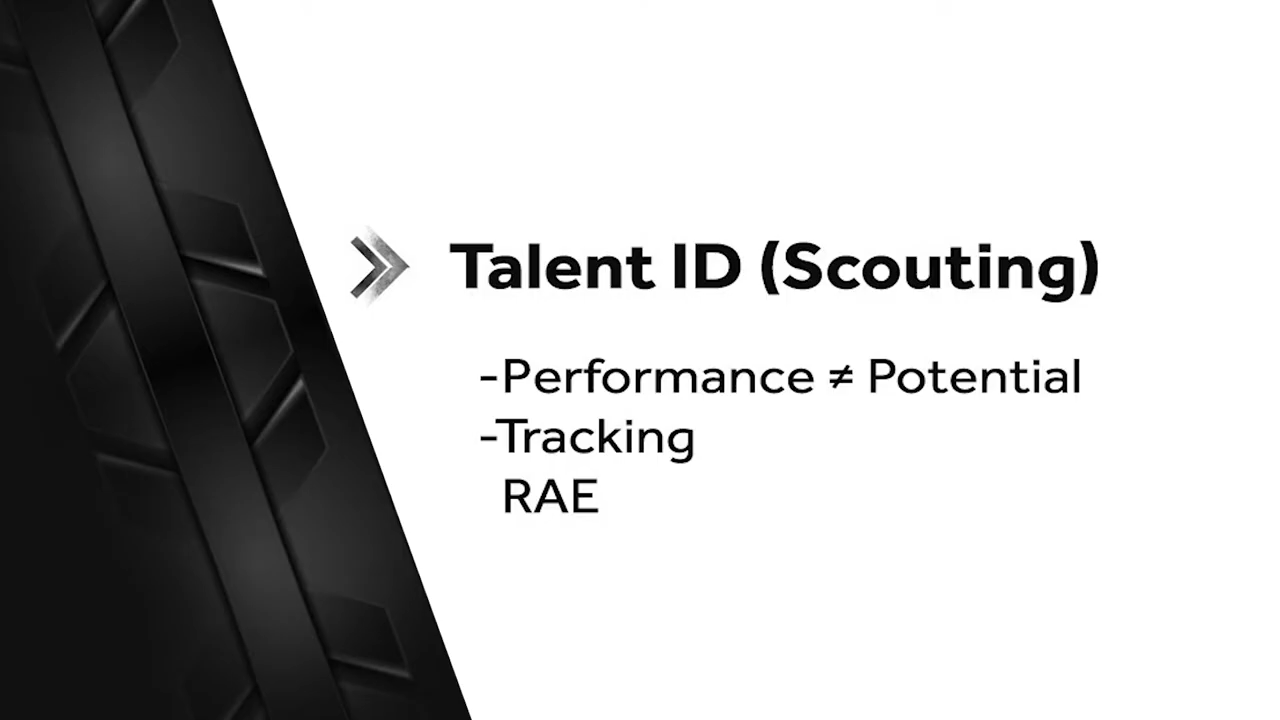 Talent ID (Scouting)
-Performance ≠ Potential
-Tracking
RAE